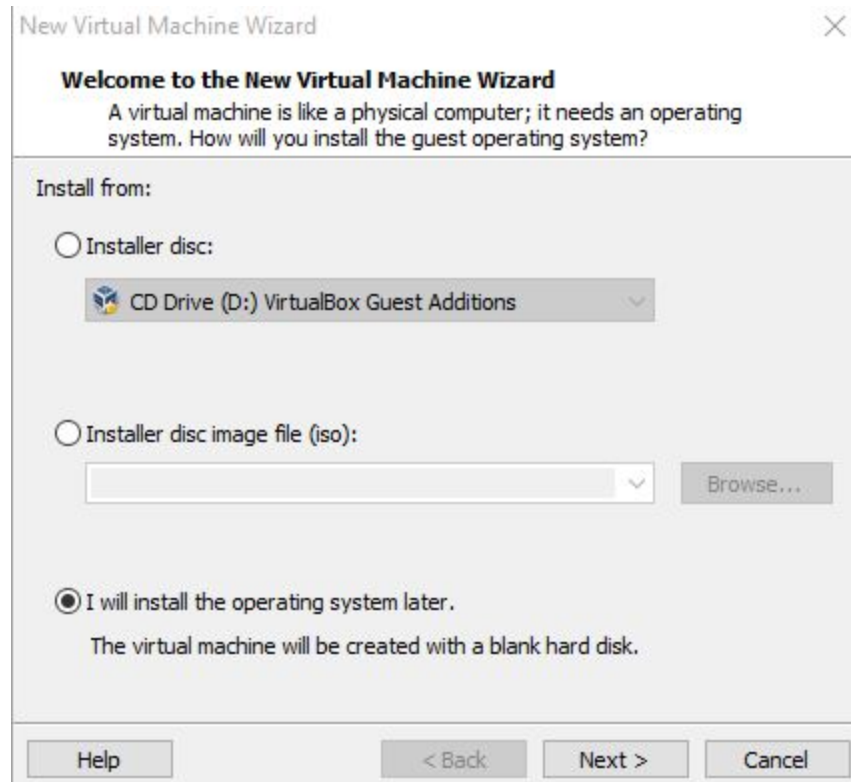 New Virtual Machine Wizard
Welcome to the New Virtual Machine Wizard
A virtual machine is like a physical computer; it needs an operating
system. How will you install the guest operating system?
Install from:
Installer disc:
CD Drive (D:) VirtualBox Guest Additions
Installer disc image file (iso):
Browse...
I will install the operating system later.
The virtual machine will be created with a blank hard disk.
Help < Back Next > Cancel